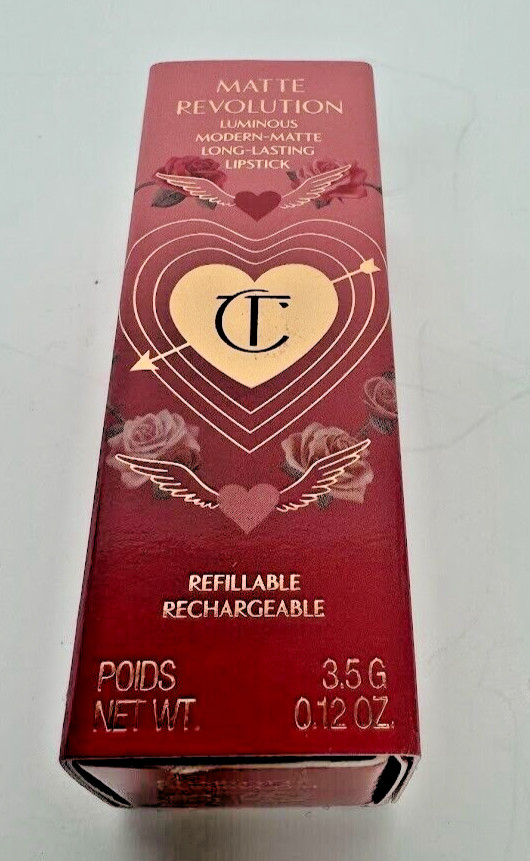 MATTE
REVOLUTION
LUMINOUS
MODERN-MATTE
LONG-LASTING
LIPSTICK
CT
REFILLABLE
RECHARGEABLE
POIDS 3.5 G
NET WT. 0.12 OZ.